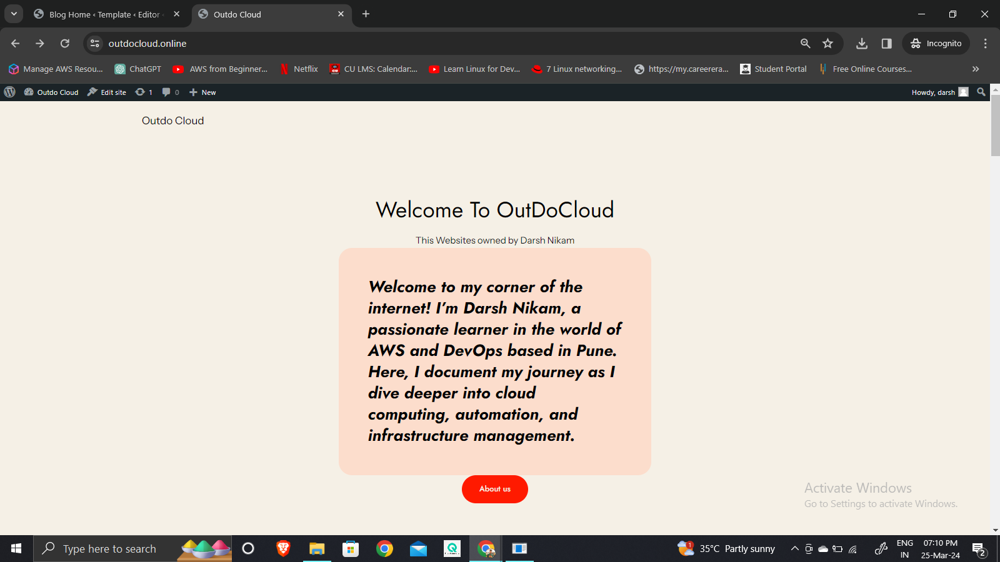 Blog Home ‹ Template ‹ Editor
Outdo Cloud
outdocloud.online
Incognito
Manage AWS Resou...
ChatGPT
AWS from Beginner...
Netflix
CU LMS: Calendar:...
Learn Linux for Dev...
7 Linux networking...
https://my.careerera...
Student Portal
Free Online Courses...
Outdo Cloud
Edit site
1
0
New
Howdy, darsh
Outdo Cloud
Welcome To OutDoCloud
This Websites owned by Darsh Nikam
Welcome to my corner of the
internet! I’m Darsh Nikam, a
passionate learner in the world of
AWS and DevOps based in Pune.
Here, I document my journey as I
dive deeper into cloud
computing, automation, and
infrastructure management.
About us
Activate Windows
Go to Settings to activate Windows.
Type here to search
1
35°C Partly sunny
ENG
IN
07:10 PM
25-Mar-24
2